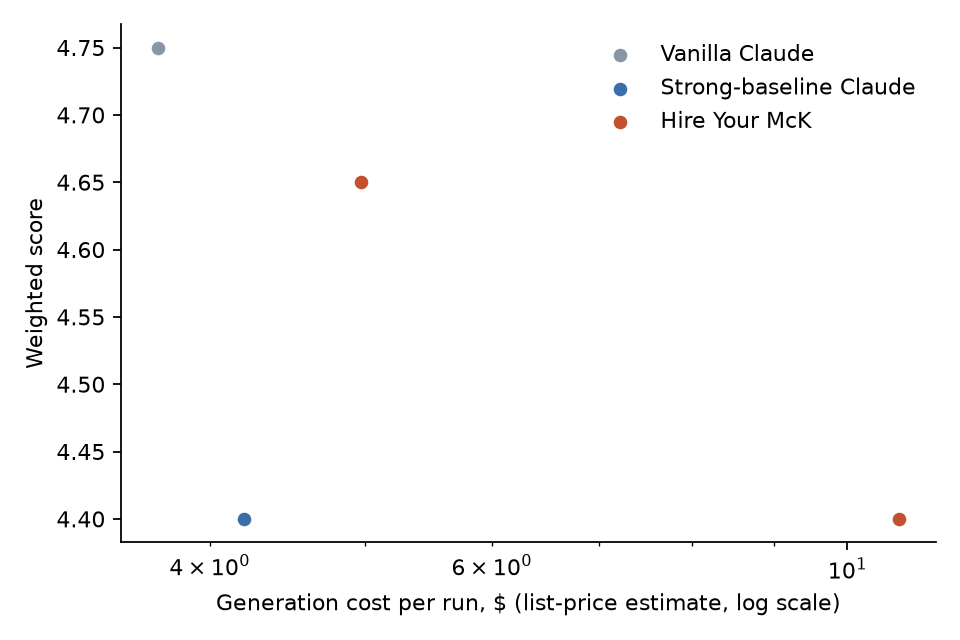 4.75
4.70
4.65
4.60
4.55
4.50
4.45
4.40
Weighted score
Vanilla Claude
Strong-baseline Claude
Hire Your McK
4 × 10⁰
6 × 10⁰
10¹
Generation cost per run, $ (list-price estimate, log scale)